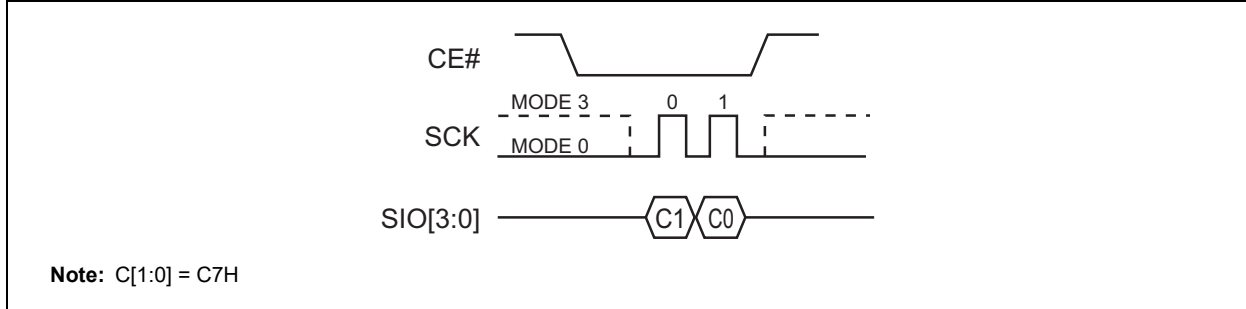 CE#
MODE 3 0 1
SCK
MODE 0
SIO[3:0] C1 C0
Note: C[1:0] = C7H